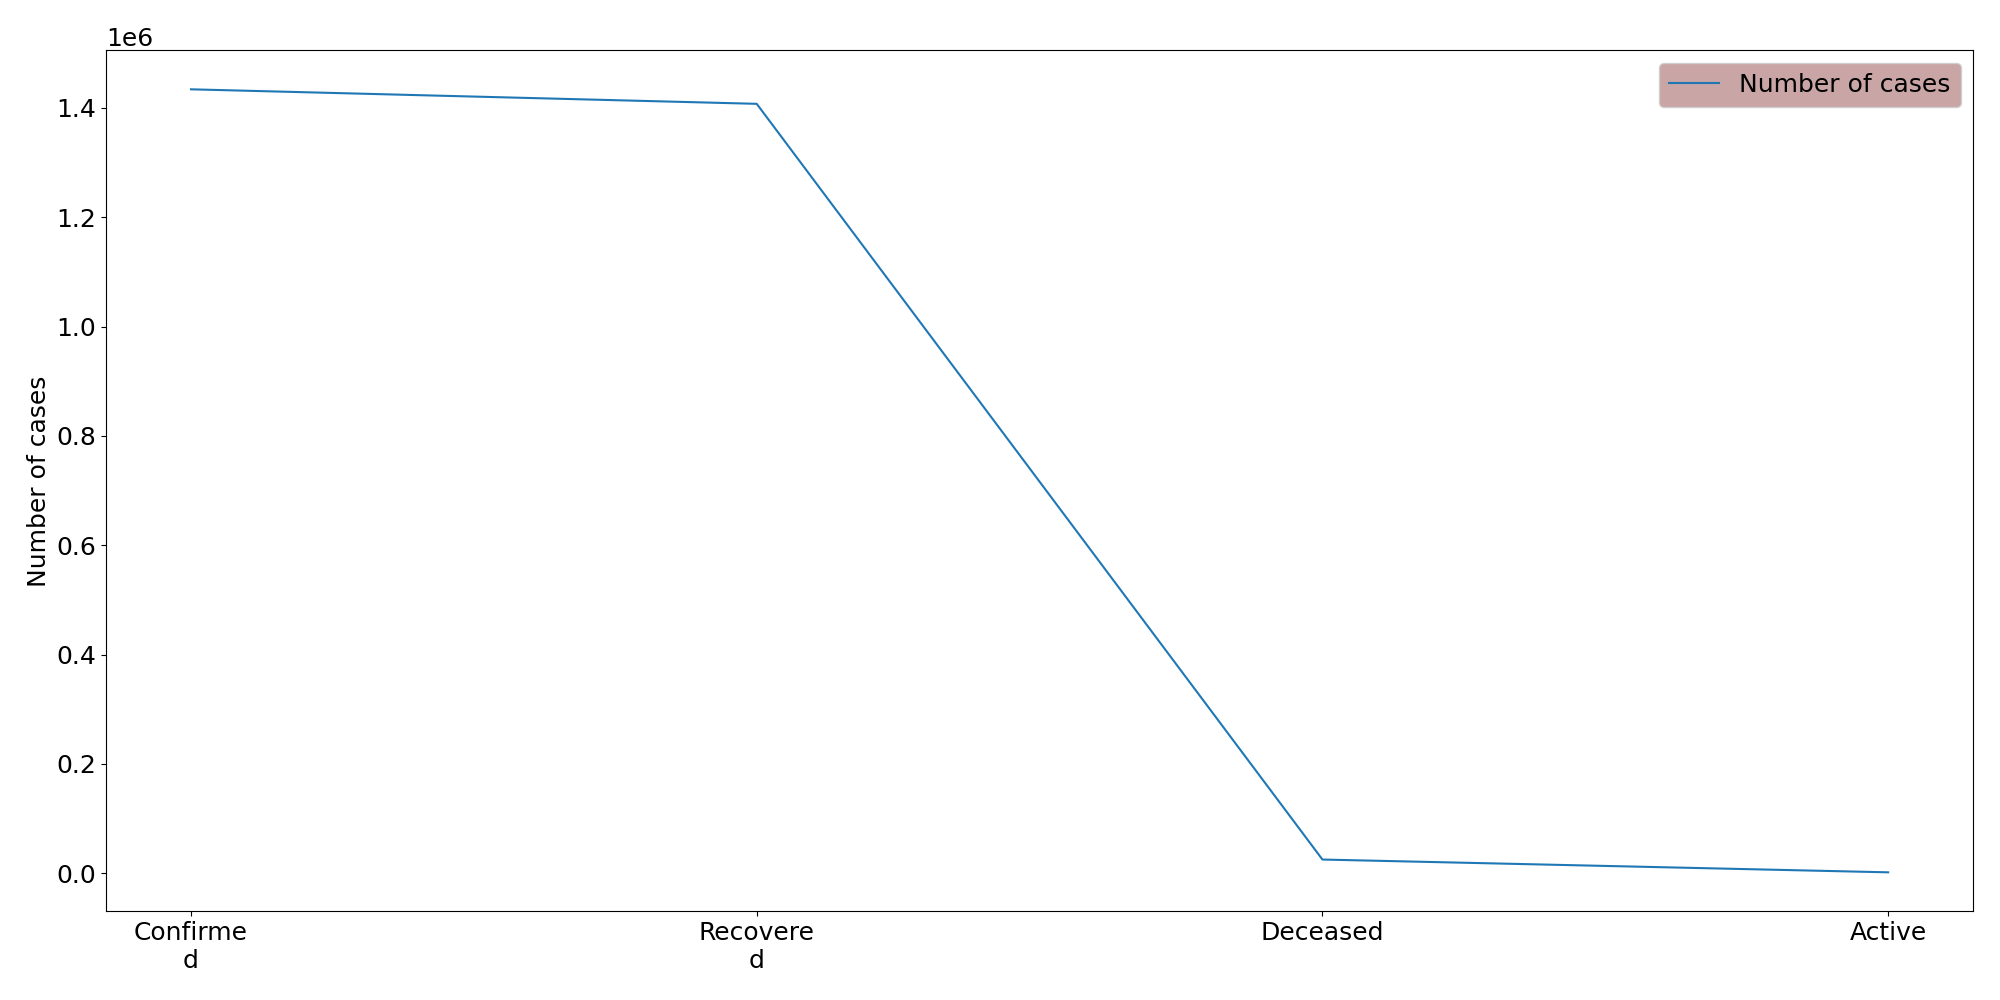 1e6
Number of cases
1.4
1.2
1.0
0.8
0.6
0.4
0.2
0.0
Number of cases
Confirme
d
Recovere
d
Deceased
Active